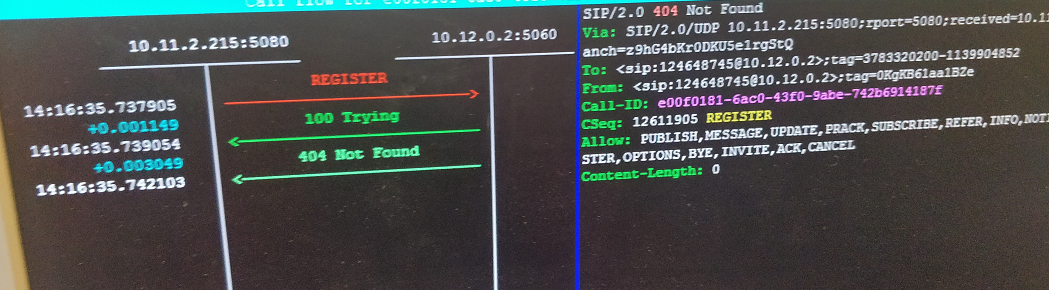 Call flow for
10.11.2.215:5080
10.12.0.2:5060
REGISTER
14:16:35.737905
+0.001149
100 Trying
14:16:35.739054
+0.003049
404 Not Found
14:16:35.742103
SIP/2.0 404 Not Found
Via: SIP/2.0/UDP 10.11.2.215:5080;rport=5080;received=10.11
anch=z9hG4bKr0DKU5e1rgStQ
To: <sip:124648745@10.12.0.2>;tag=3783320200-1139904852
From: <sip:124648745@10.12.0.2>;tag=0KgKB61aa1BZe
Call-ID: e00f0181-6ac0-43f0-9abe-742b6914187f
CSeq: 12611905 REGISTER
Allow: PUBLISH,MESSAGE,UPDATE,PRACK,SUBSCRIBE,REFER,INFO,NOTI
STER,OPTIONS,BYE,INVITE,ACK,CANCEL
Content-Length: 0